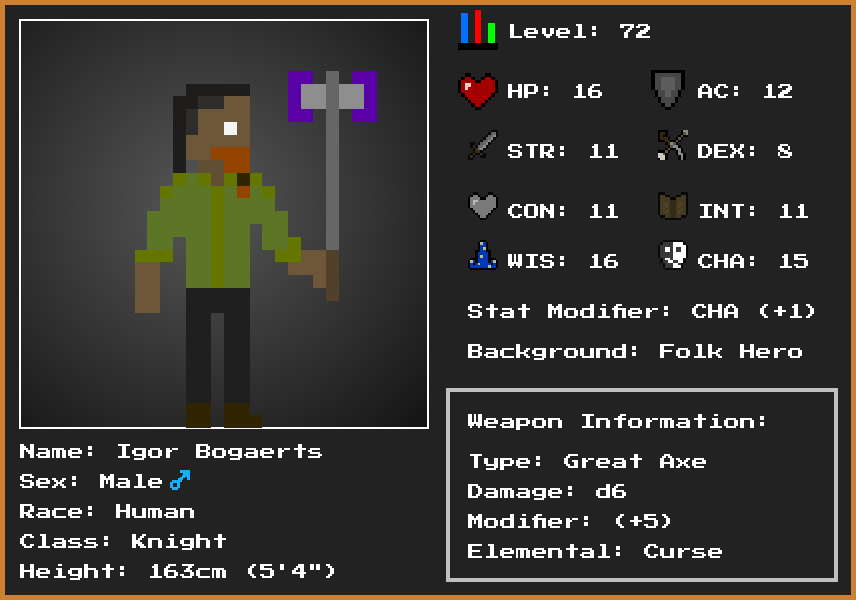 Level: 72
HP: 16
AC: 12
STR: 11
DEX: 8
CON: 11
INT: 11
WIS: 16
CHA: 15
Stat Modifier: CHA (+1)
Background: Folk Hero
Weapon Information:
Type: Great Axe
Damage: d6
Modifier: (+5)
Elemental: Curse
Name: Igor Bogaerts
Sex: Male♂
Race: Human
Class: Knight
Height: 163cm (5'4")